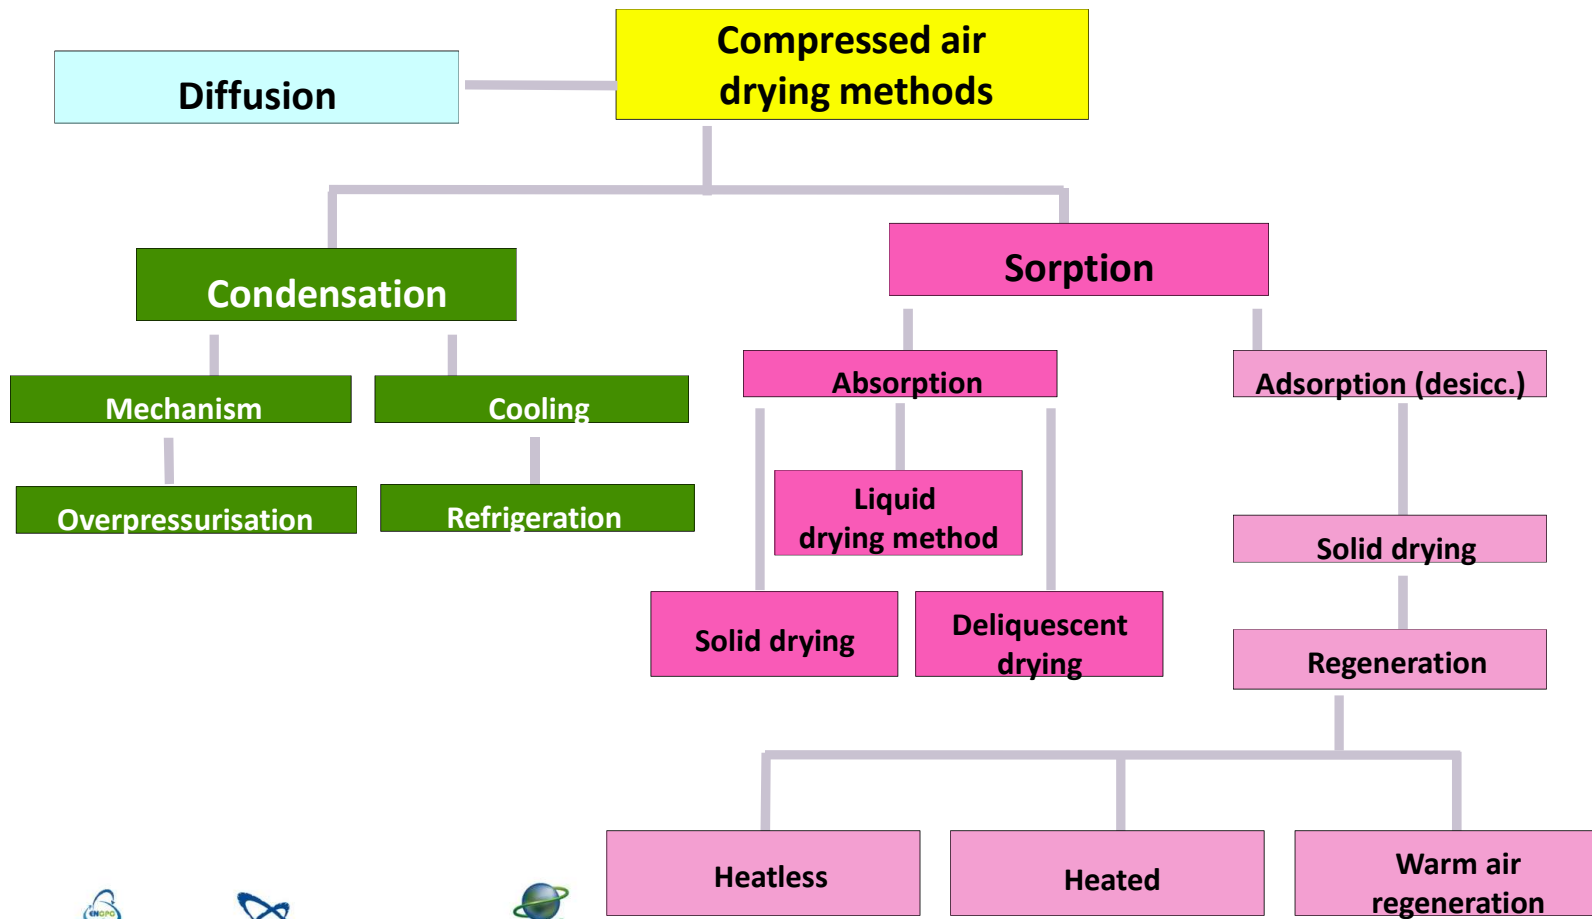 Compressed air
drying methods
Diffusion
Condensation
Sorption
Mechanism
Cooling
Absorption
Adsorption (desicc.)
Overpressurisation
Refrigeration
Liquid
drying method
Solid drying
Solid drying
Deliquescent
drying
Regeneration
Heatless
Heated
Warm air
regeneration